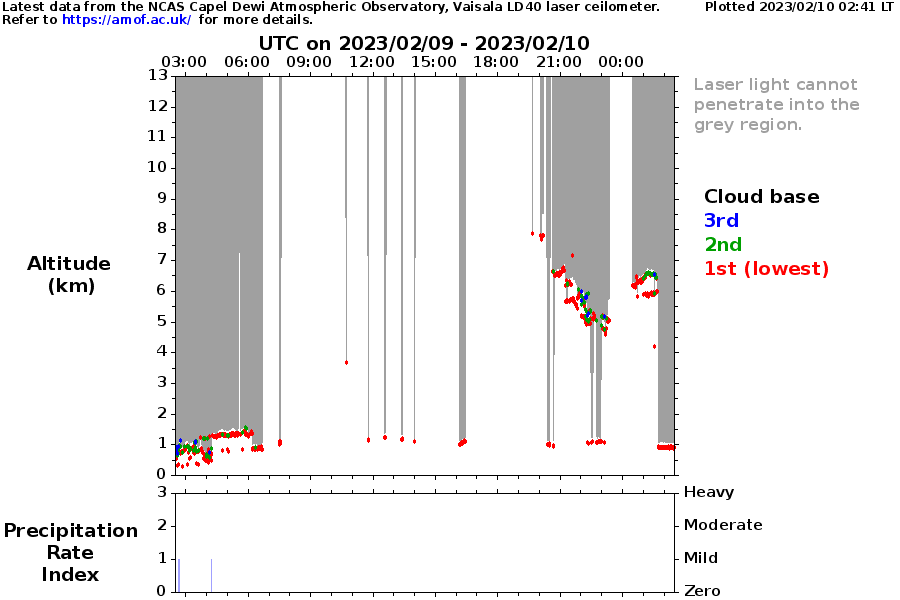 Latest data from the NCAS Capel Dewi Atmospheric Observatory, Vaisala LD40 laser ceilometer.
Plotted 2023/02/10 02:41 LT
Refer to https://amof.ac.uk/ for more details.
UTC on 2023/02/09 - 2023/02/10
03:00 06:00 09:00 12:00 15:00 18:00 21:00 00:00
13
12
11
10
9
8
7
6
5
4
3
2
1
0
Altitude
(km)
Laser light cannot
penetrate into the
grey region.
Cloud base
3rd
2nd
1st (lowest)
3 Heavy
2 Moderate
1 Mild
0 Zero
Precipitation
Rate
Index